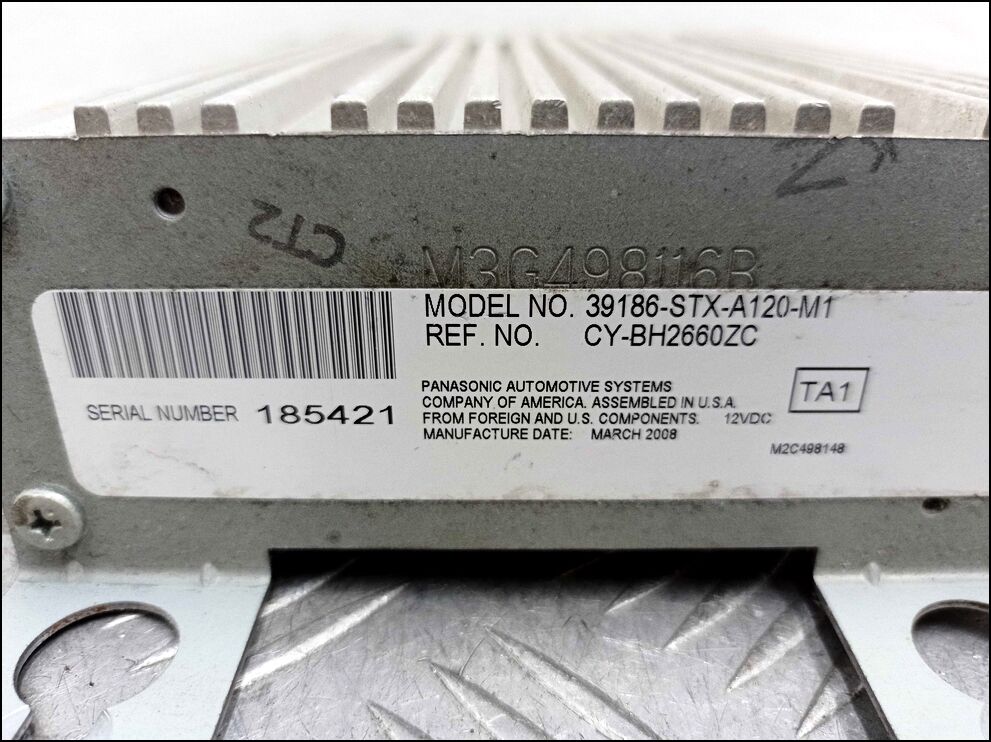 CT2
M3G498116B
MODEL NO. 39186-STX-A120-M1
REF. NO. CY-BH2660ZC
PANASONIC AUTOMOTIVE SYSTEMS
COMPANY OF AMERICA. ASSEMBLED IN U.S.A.
FROM FOREIGN AND U.S. COMPONENTS. 12VDC
MANUFACTURE DATE: MARCH 2008
TA1
SERIAL NUMBER 185421
M2C498148